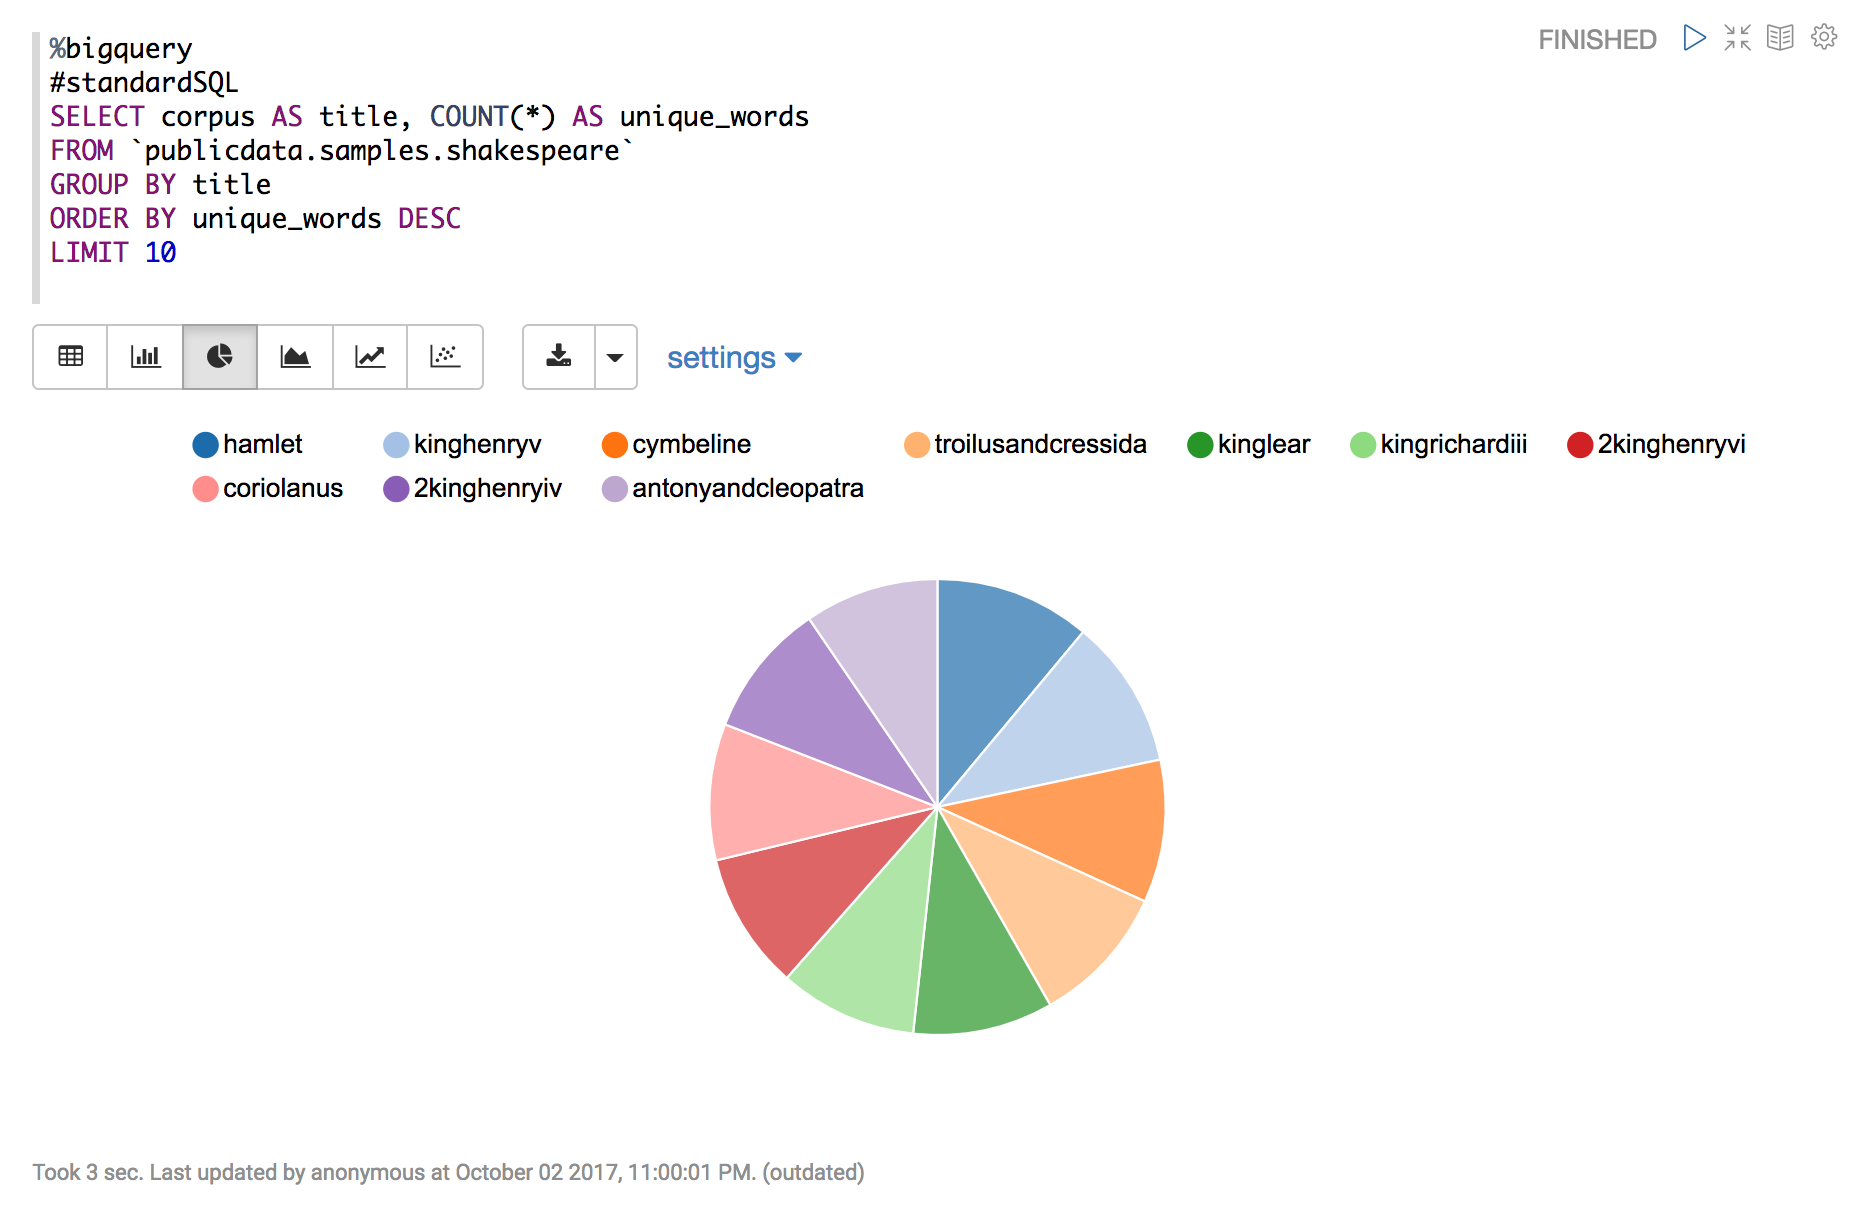 %bigquery
FINISHED
#standardSQL
SELECT corpus AS title, COUNT(*) AS unique_words
FROM `publicdata.samples.shakespeare`
GROUP BY title
ORDER BY unique_words DESC
LIMIT 10
settings
hamlet kinghenryv cymbeline troilusandcressida kinglear kingrichardiii 2kinghenryvi
coriolanus 2kinghenryiv antonyandcleopatra
Took 3 sec. Last updated by anonymous at October 02 2017, 11:00:01 PM. (outdated)